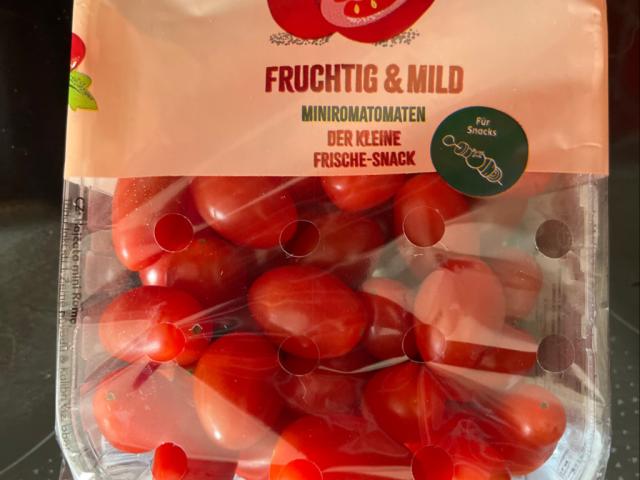 FRUCHTIG & MILD
MINIROMATOMATEN
DER KLEINE
FRISCHE-SNACK
Für
Snacks